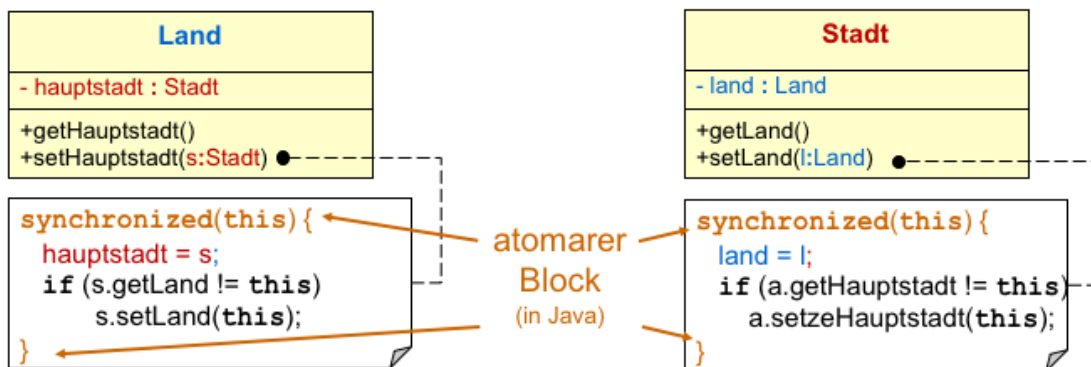 Land
- hauptstadt : Stadt
+getHauptstadt()
+setHauptstadt(s:Stadt)
synchronized(this) {
hauptstadt = s;
if (s.getLand != this)
s.setLand(this);
}
atomarer
Block
(in Java)
Stadt
- land : Land
+getLand()
+setLand(l:Land)
synchronized(this) {
land = l;
if (a.getHauptstadt != this)
a.setzeHauptstadt(this);
}